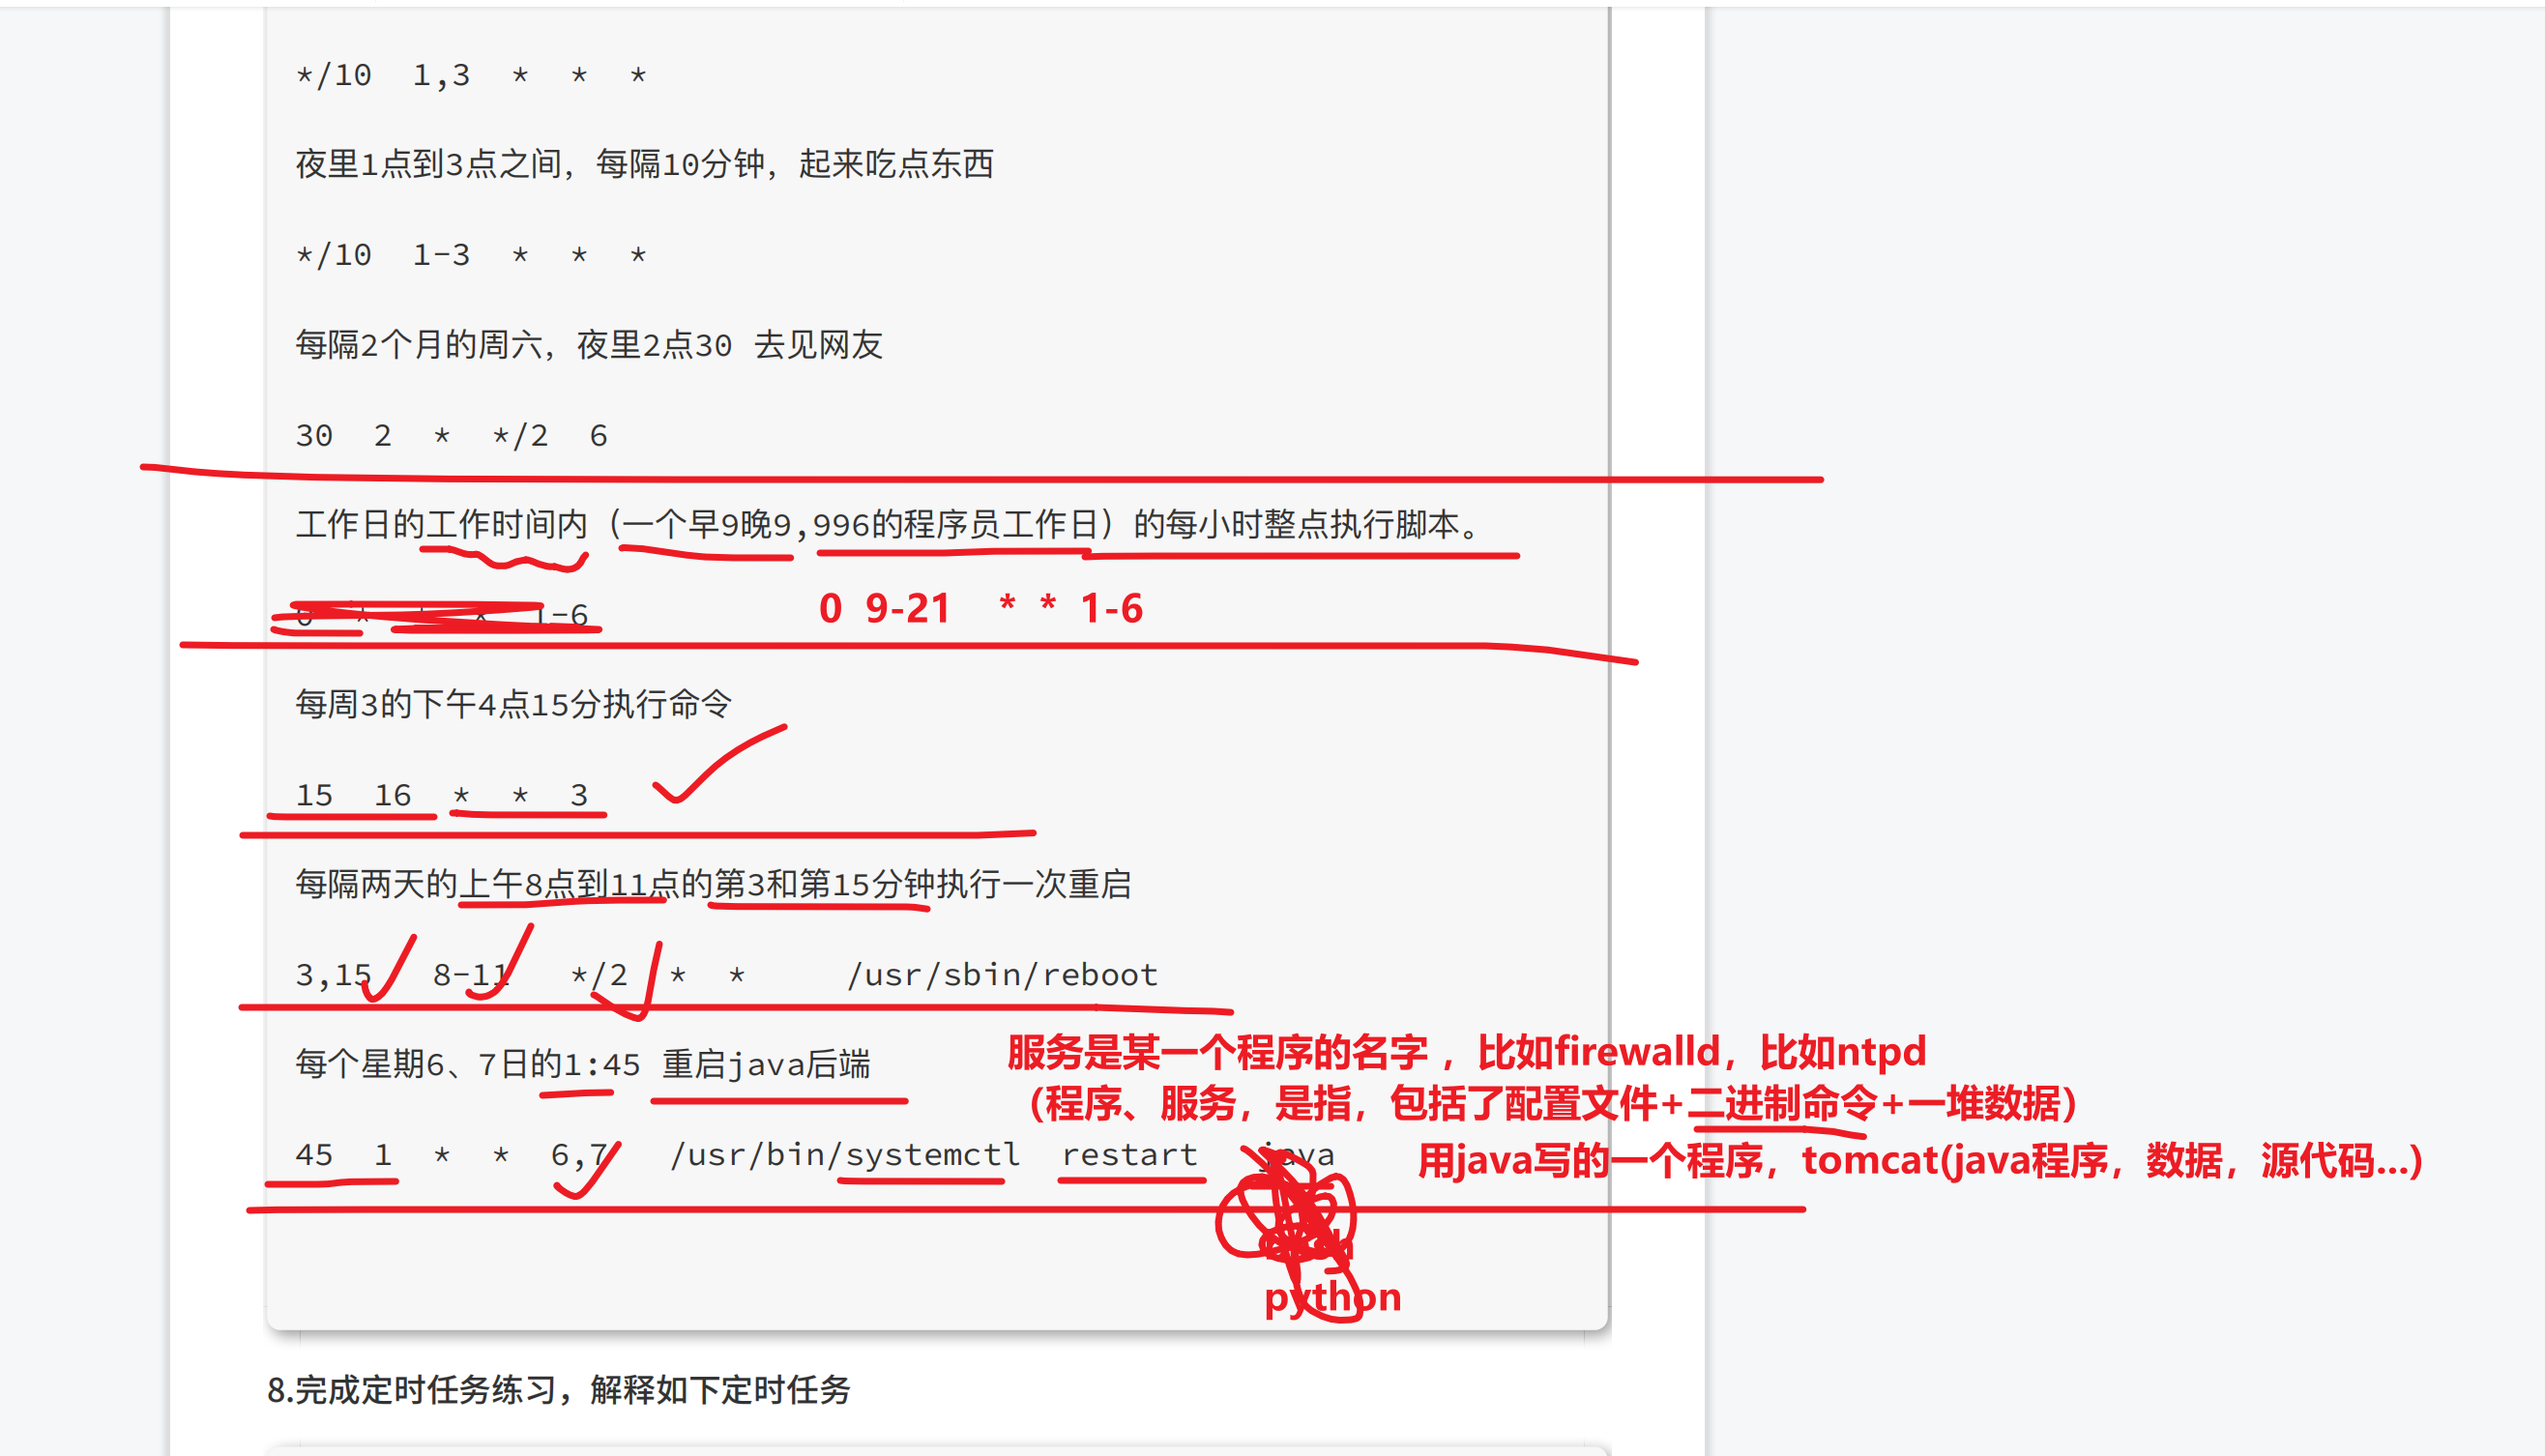 */10  1,3  *  *  *
夜里1点到3点之间，每隔10分钟，起来吃点东西
*/10  1-3  *  *  *
每隔2个月的周六，夜里2点30 去见网友
30  2  *  */2  6
工作日的工作时间内（一个早9晚9,996的程序员工作日）的每小时整点执行脚本。
0  *  *  *  1-6    0  9-21  *  *  1-6
每周3的下午4点15分执行命令
15  16  *  *  3
每隔两天的上午8点到11点的第3和第15分钟执行一次重启
3,15  8-11  */2  *  *  /usr/sbin/reboot
服务是某一个程序的名字 ，比如firewalld，比如ntpd
每个星期6、7日的1:45 重启java后端
（程序、服务，是指，包括了配置文件+二进制命令+一堆数据）
45  1  *  *  6,7  /usr/bin/systemctl  restart  java    用java写的一个程序，tomcat(java程序，数据，源代码...)
python
8.完成定时任务练习，解释如下定时任务